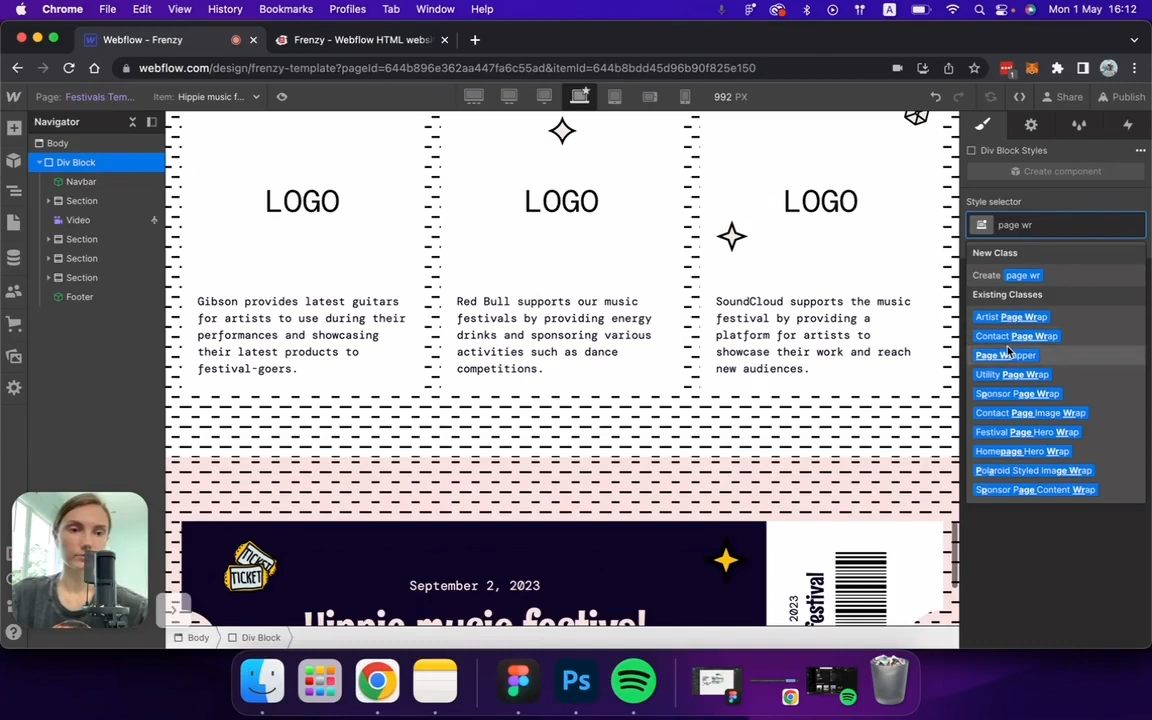 Chrome File Edit View History Bookmarks Profiles Tab Window Help
A Mon 1 May 16:12
Webflow - Frenzy
Frenzy - Webflow HTML websi
webflow.com/design/frenzy-template?pageId=644b896e362aa447fa6c55ad&itemId=644b8bdd45d96b90f825e150
1
Page: Festivals Tem...
Item: Hippie music f...
992 PX
Share
Publish
Navigator
Body
Div Block
Navbar
Section
Video
Section
Section
Section
Footer
LOGO
LOGO
LOGO
Gibson provides latest guitars
for artists to use during their
performances and showcasing
their latest products to
festival-goers.
Red Bull supports our music
festivals by providing energy
drinks and sponsoring various
activities such as dance
competitions.
SoundCloud supports the music
festival by providing a
platform for artists to
showcase their work and reach
new audiences.
TICKET
September 2, 2023
Hippie music festival
2023
festival
Body
Div Block
Div Block Styles
Create component
Style selector
page wr
New Class
Create page wr
Existing Classes
Artist Page Wrap
Contact Page Wrap
Page Wrapper
Utility Page Wrap
Sponsor Page Wrap
Contact Page Image Wrap
Festival Page Hero Wrap
Homepage Hero Wrap
Polaroid Styled Image Wrap
Sponsor Page Content Wrap
Ps